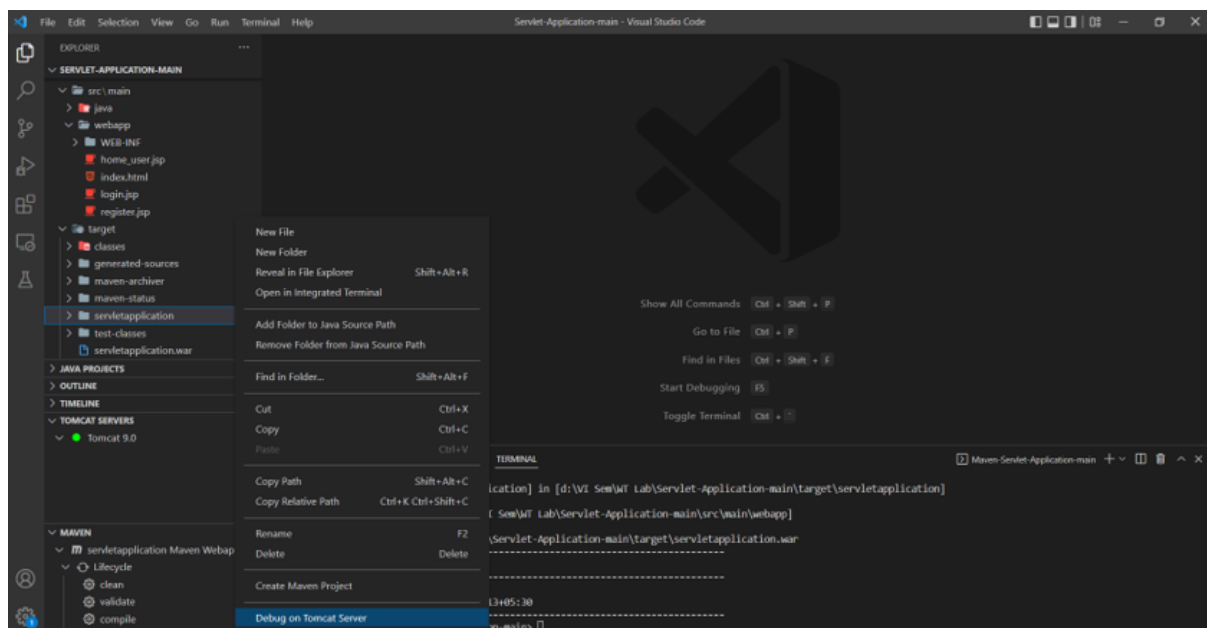 File Edit Selection View Go Run Terminal Help
Servlet-Application-main - Visual Studio Code
EXPLORER
SERVLET-APPLICATION-MAIN
src\main
java
webapp
WEB-INF
home_user.jsp
index.html
login.jsp
register.jsp
target
classes
generated-sources
maven-archiver
maven-status
servletapplication
test-classes
servletapplication.war
JAVA PROJECTS
OUTLINE
TIMELINE
TOMCAT SERVERS
Tomcat 9.0
MAVEN
servletapplication Maven Webap
Lifecycle
clean
validate
compile
New File
New Folder
Reveal in File Explorer Shift+Alt+R
Open in Integrated Terminal
Add Folder to Java Source Path
Remove Folder from Java Source Path
Find in Folder... Shift+Alt+F
Cut Ctrl+X
Copy Ctrl+C
Paste Ctrl+V
Copy Path Shift+Alt+C
Copy Relative Path Ctrl+K Ctrl+Shift+C
Rename F2
Delete Delete
Create Maven Project
Debug on Tomcat Server
Show All Commands Ctrl + Shift + P
Go to File Ctrl + P
Find in Files Ctrl + Shift + F
Start Debugging F5
Toggle Terminal Ctrl + `
TERMINAL
Maven-Servlet-Application-main
ication] in [d:\VI Sem\WT Lab\Servlet-Application-main\target\servletapplication]
[ Sem\WT Lab\Servlet-Application-main\src\main\webapp]
\Servlet-Application-main\target\servletapplication.war
------------------------------------------------
------------------------------------------------
13+05:30
------------------------------------------------
on-main>